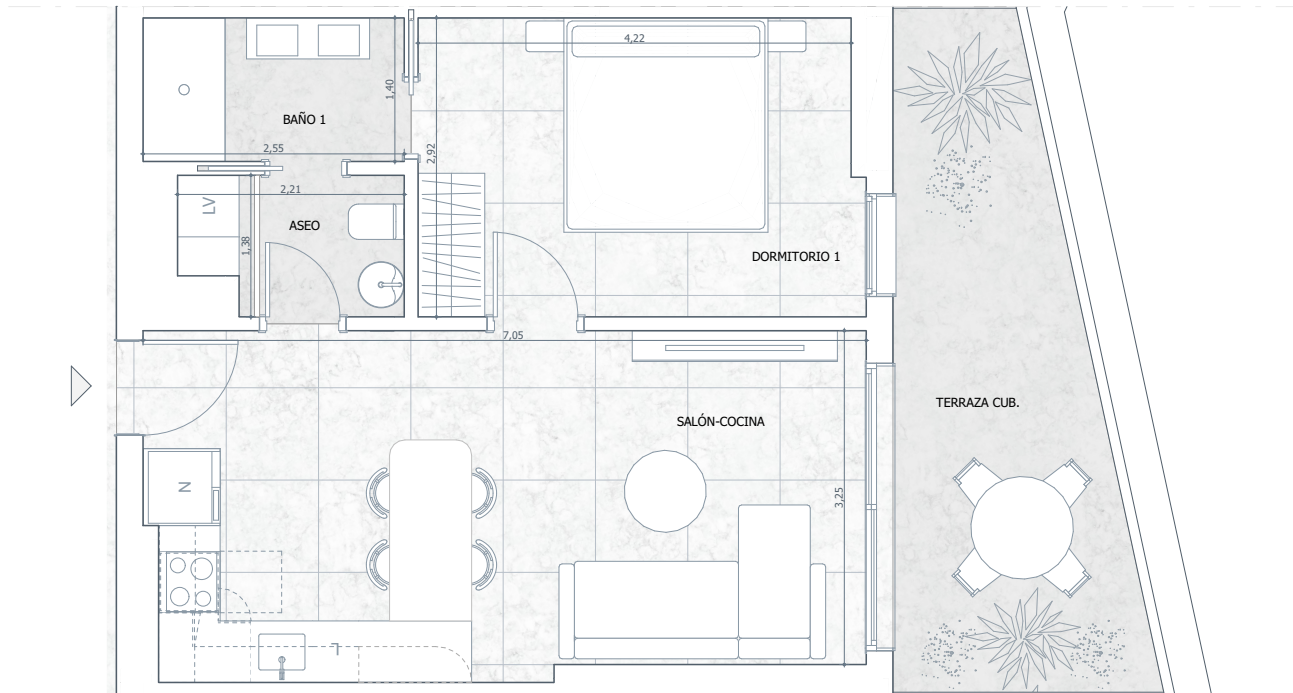 4,22
1,40
BAÑO 1
2,55
2,92
2,21
LV
ASEO
1,38
DORMITORIO 1
7,05
TERRAZA CUB.
SALÓN-COCINA
N
3,25
L